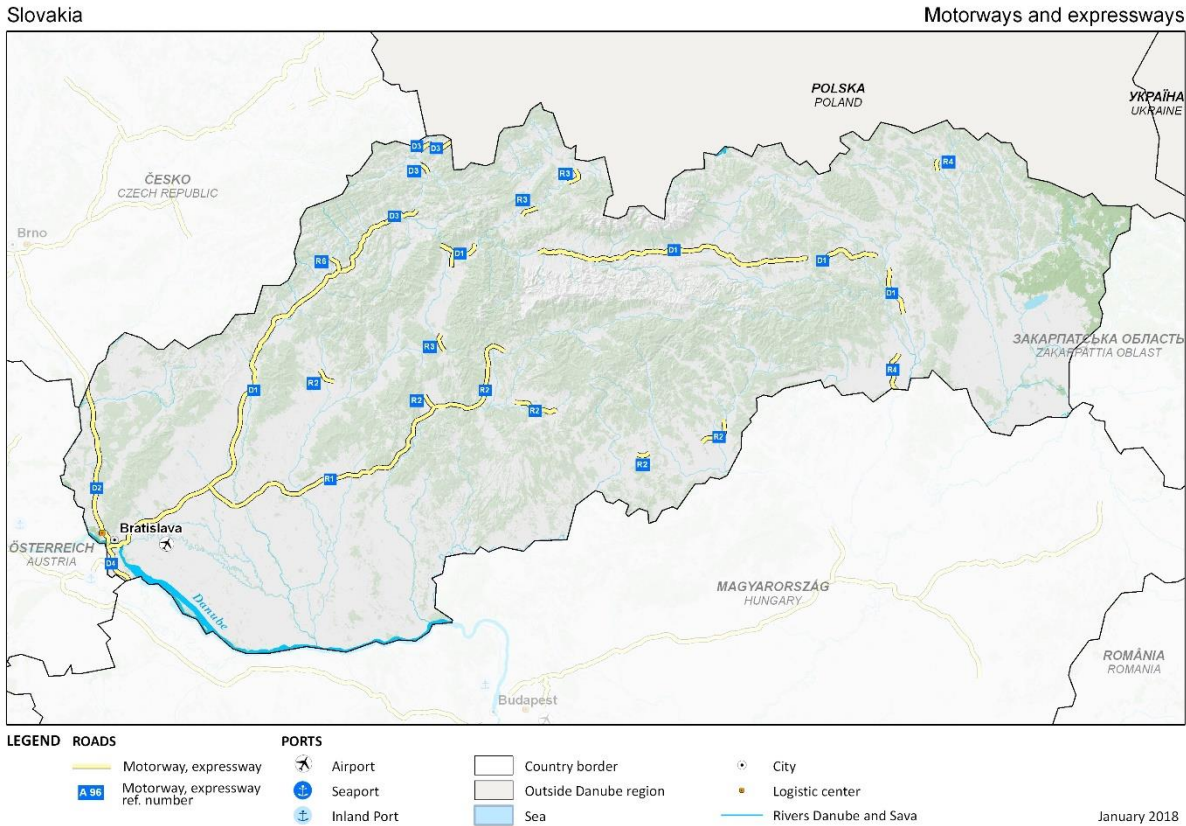 Slovakia
Motorways and expressways
POLSKA
POLAND
УКРАЇНА
UKRAINE
D3
D3
D3
R4
R3
ČESKO
CZECH REPUBLIC
R3
D3
Brno
D1
D1
R6
D1
D1
ЗАКАРПАТСЬКА ОБЛАСТЬ
ZAKARPATTIA OBLAST
R3
R4
R2
D1
R2
R2
R2
R2
R2
R1
D2
Bratislava
ÖSTERREICH
AUSTRIA
D4
MAGYARORSZÁG
HUNGARY
Danube
ROMÂNIA
ROMANIA
Budapest
LEGEND
ROADS
Motorway, expressway
A 96
Motorway, expressway
ref. number
PORTS
Airport
Seaport
Inland Port
Country border
Outside Danube region
Sea
City
Logistic center
Rivers Danube and Sava
January 2018